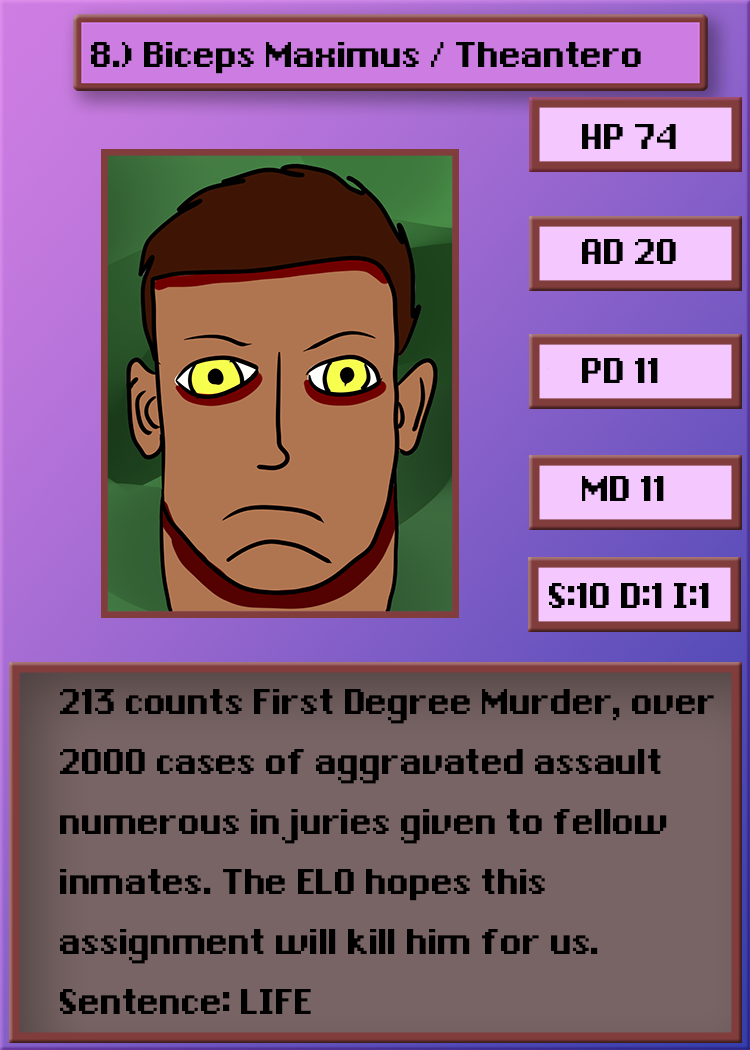 8.) Biceps Maximus / Theantero
HP 74
AD 20
PD 11
MD 11
S:10 D:1 I:1
213 counts First Degree Murder, over
2000 cases of aggravated assault
numerous injuries given to fellow
inmates. The ELO hopes this
assignment will kill him for us.
Sentence: LIFE